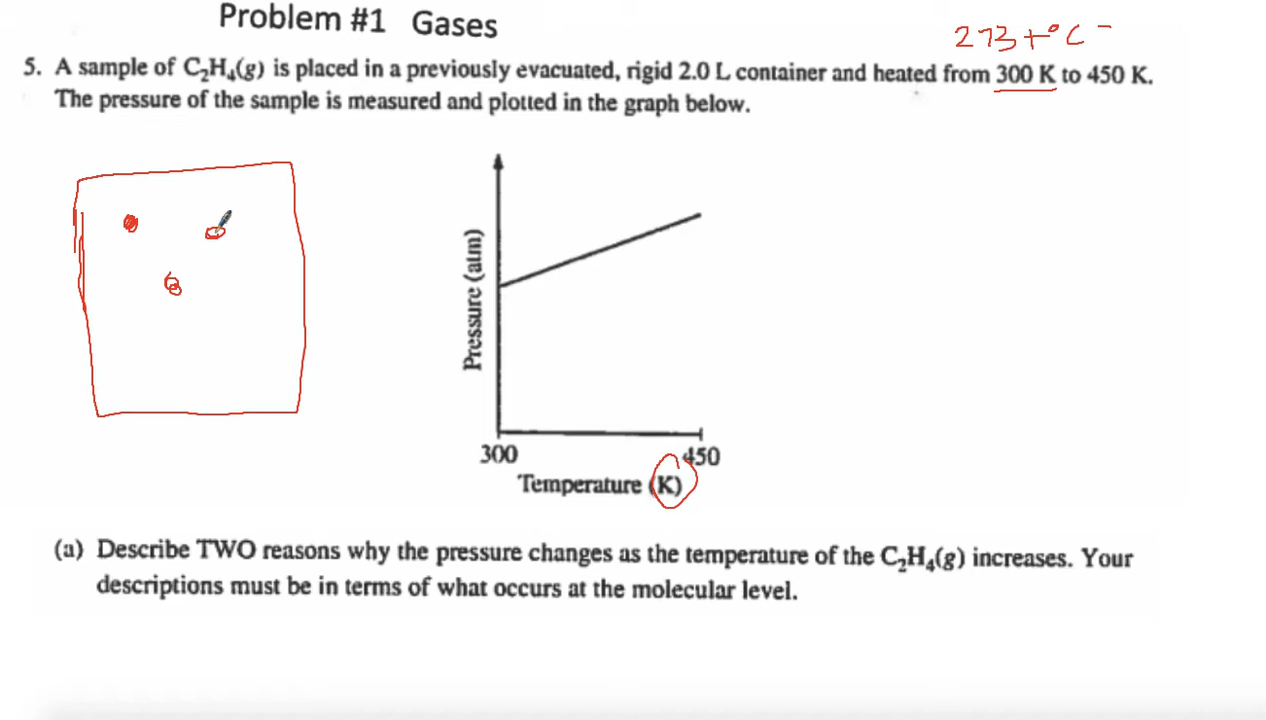 Problem #1 Gases
273+°C -
5. A sample of C₂H₄(g) is placed in a previously evacuated, rigid 2.0 L container and heated from 300 K to 450 K.
The pressure of the sample is measured and plotted in the graph below.
Pressure (atm)
300 450
Temperature (K)
(a) Describe TWO reasons why the pressure changes as the temperature of the C₂H₄(g) increases. Your
descriptions must be in terms of what occurs at the molecular level.